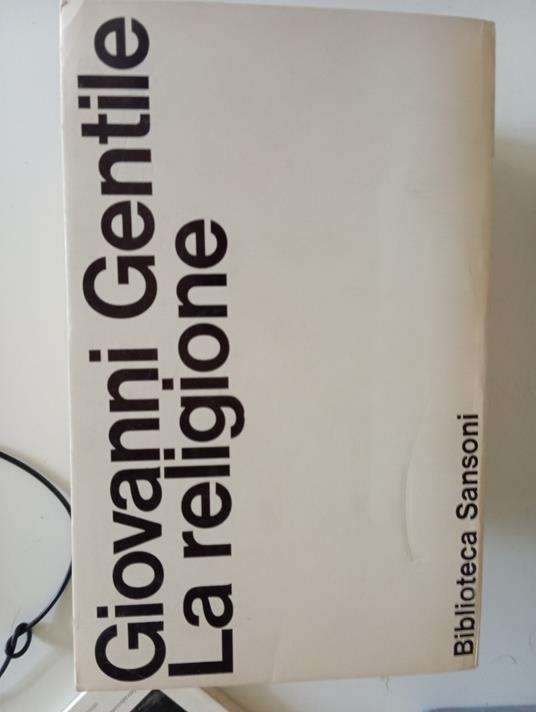 Giovanni Gentile
La religione
Biblioteca Sansoni